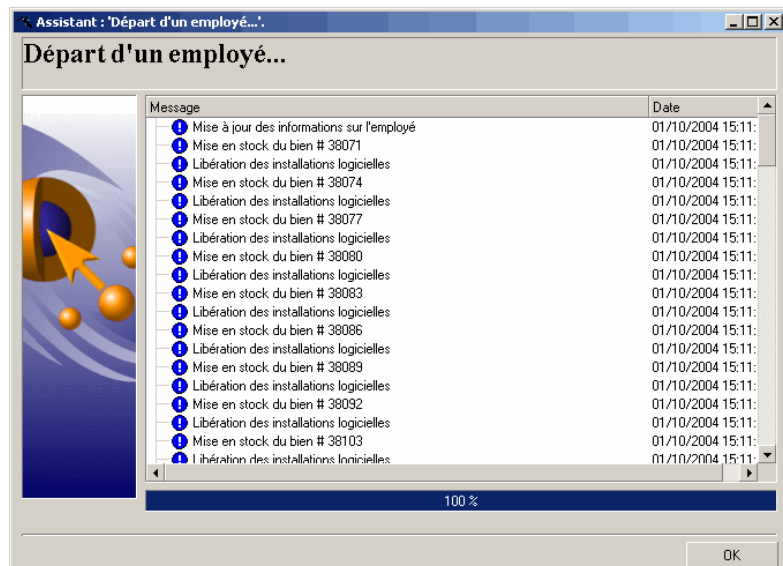 Assistant : 'Départ d'un employé...'.
Départ d'un employé...
Message Date
Mise à jour des informations sur l'employé 01/10/2004 15:11:
Mise en stock du bien # 38071 01/10/2004 15:11:
Libération des installations logicielles 01/10/2004 15:11:
Mise en stock du bien # 38074 01/10/2004 15:11:
Libération des installations logicielles 01/10/2004 15:11:
Mise en stock du bien # 38077 01/10/2004 15:11:
Libération des installations logicielles 01/10/2004 15:11:
Mise en stock du bien # 38080 01/10/2004 15:11:
Libération des installations logicielles 01/10/2004 15:11:
Mise en stock du bien # 38083 01/10/2004 15:11:
Libération des installations logicielles 01/10/2004 15:11:
Mise en stock du bien # 38086 01/10/2004 15:11:
Libération des installations logicielles 01/10/2004 15:11:
Mise en stock du bien # 38089 01/10/2004 15:11:
Libération des installations logicielles 01/10/2004 15:11:
Mise en stock du bien # 38092 01/10/2004 15:11:
Libération des installations logicielles 01/10/2004 15:11:
Mise en stock du bien # 38103 01/10/2004 15:11:
Libération des installations logicielles 01/10/2004 15:11:
100 %
OK